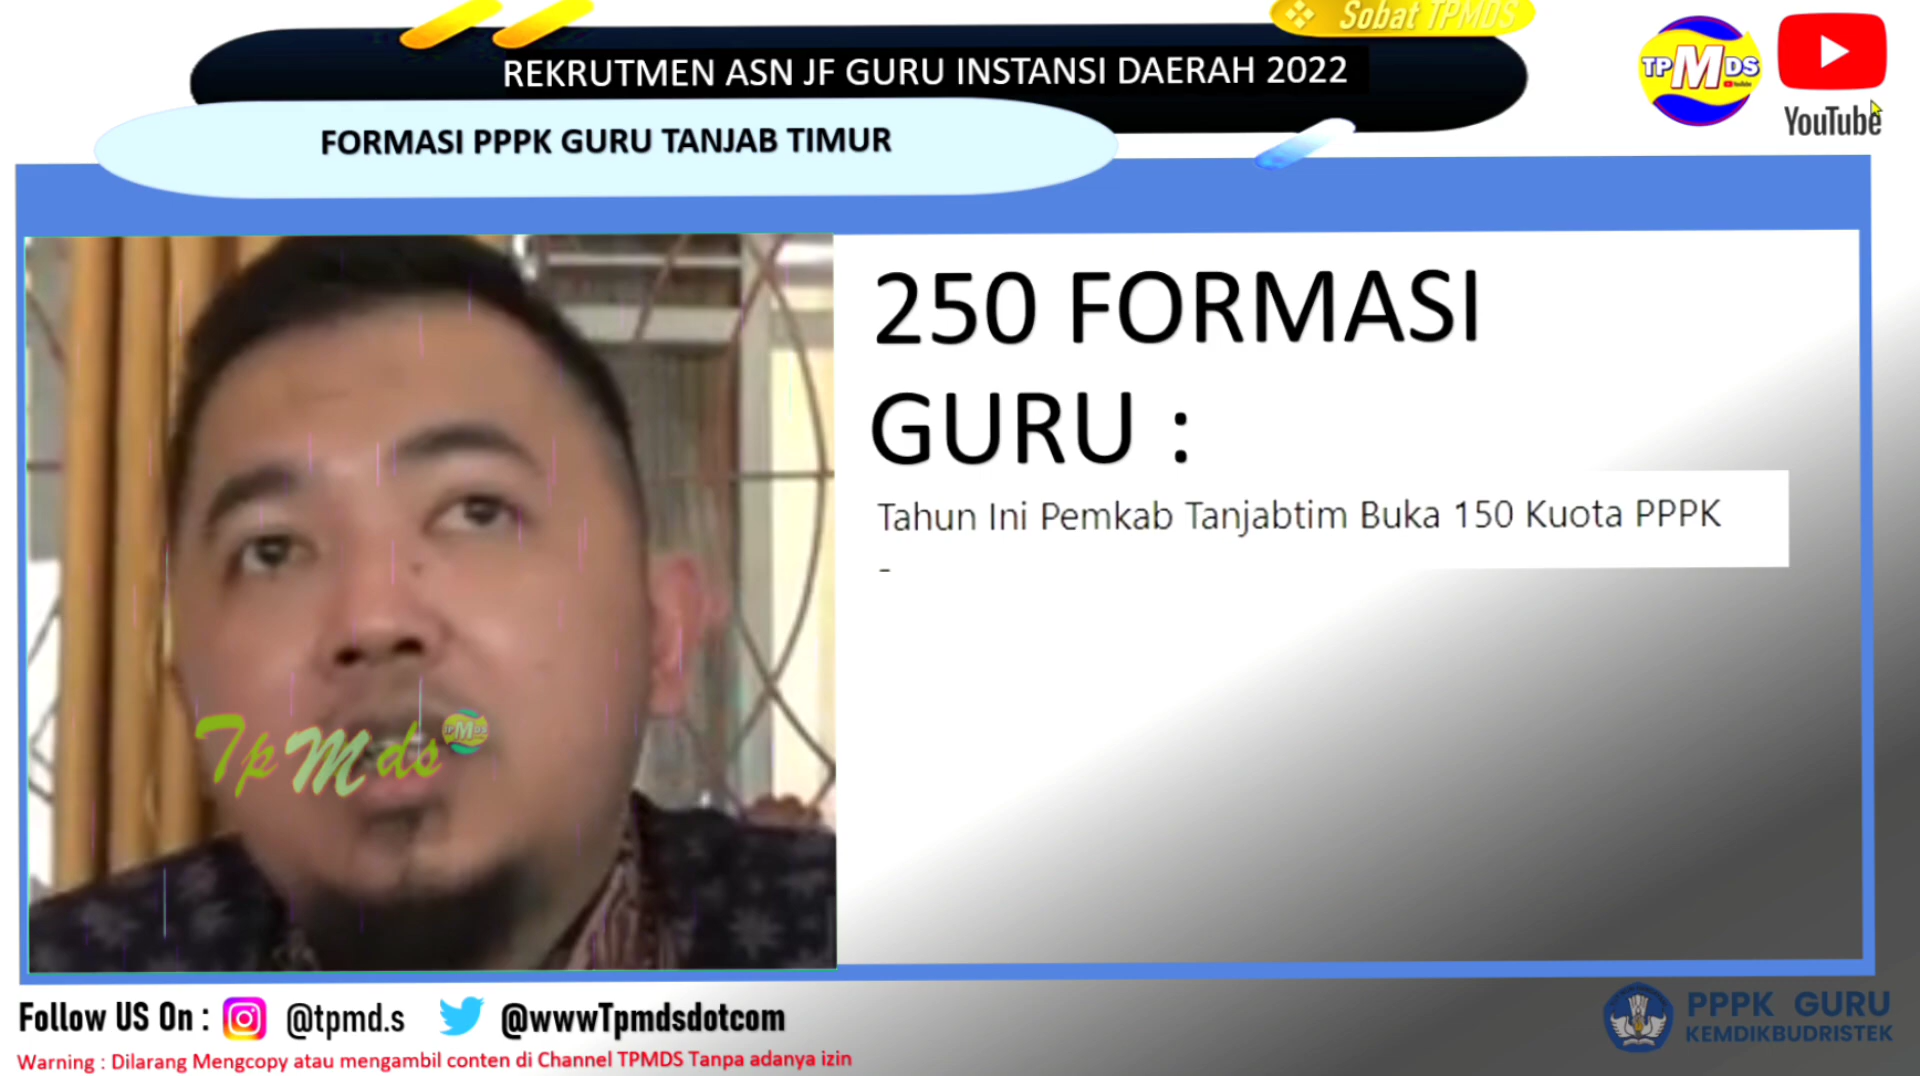 Sobat TPMDS
REKRUTMEN ASN JF GURU INSTANSI DAERAH 2022
TPMDS
YouTube
YouTube
FORMASI PPPK GURU TANJAB TIMUR
250 FORMASI
GURU :
Tahun Ini Pemkab Tanjabtim Buka 150 Kuota PPPK
-
TpMds
TPMDS
Follow US On : @tpmd.s @wwwTpmdsdotcom
PPPK GURU
KEMDIKBUDRISTEK
Warning : Dilarang Mengcopy atau mengambil conten di Channel TPMDS Tanpa adanya izin